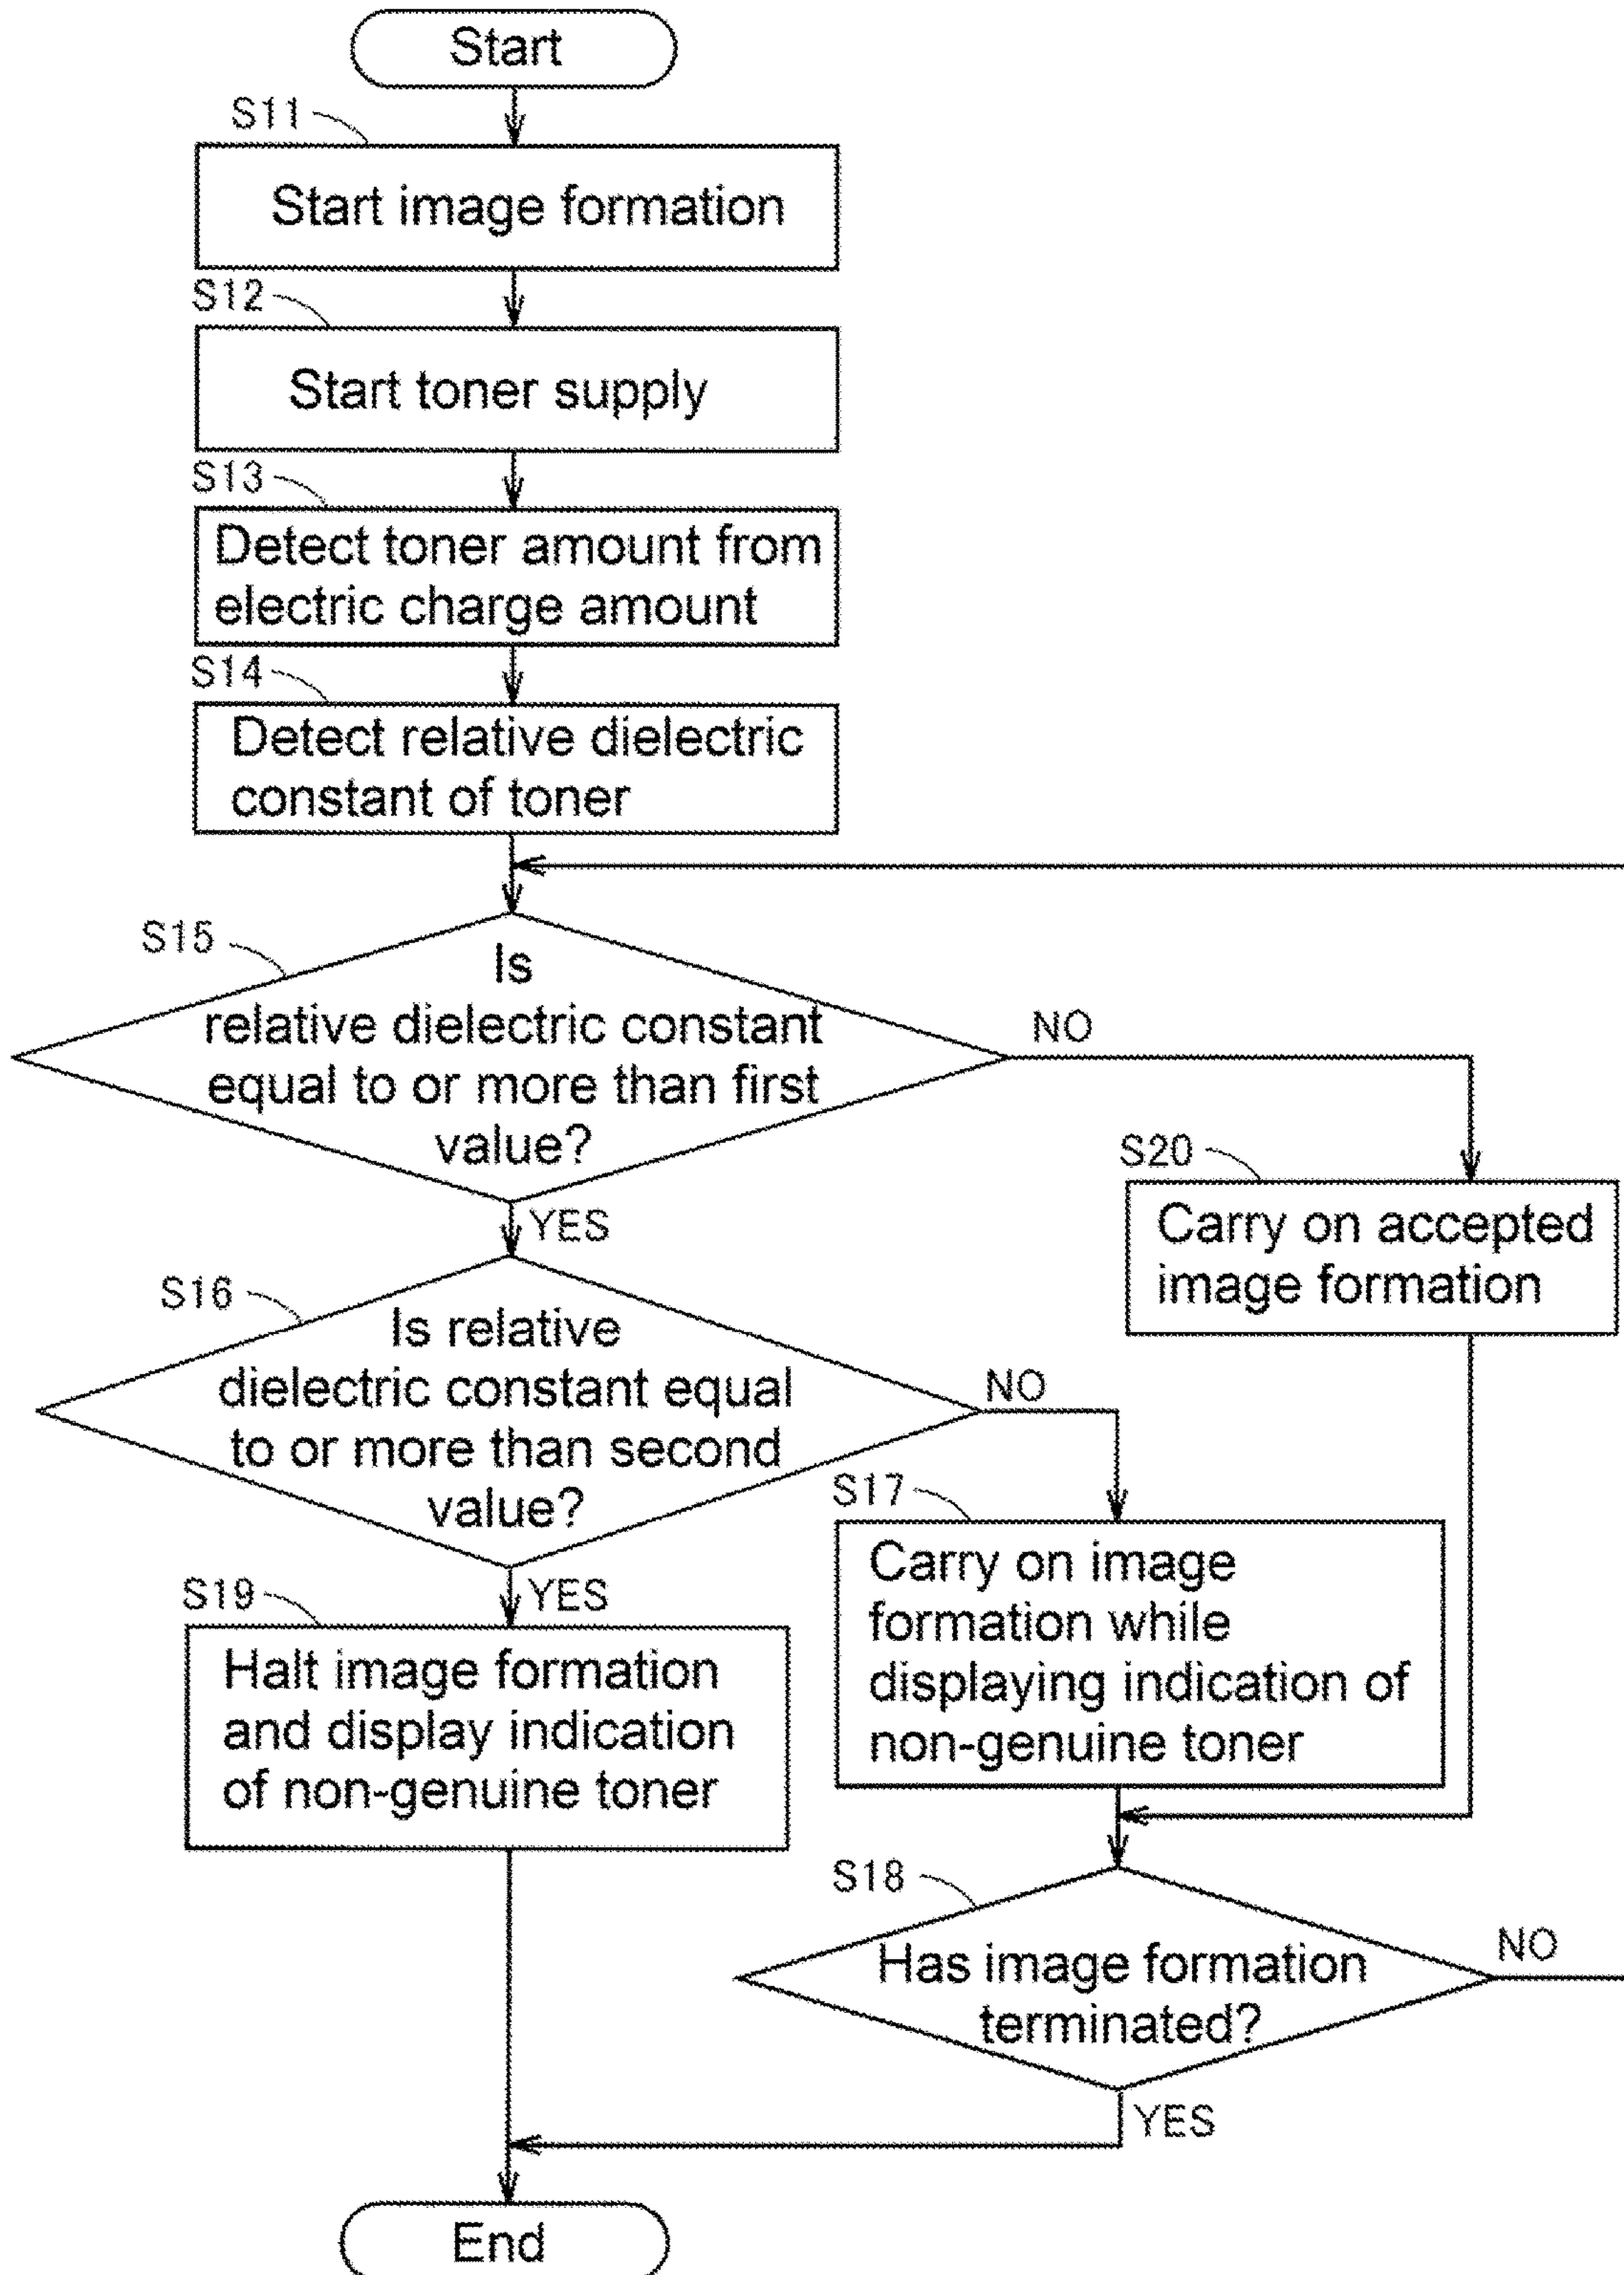 Start
S11
Start image formation
S12
Start toner supply
S13
Detect toner amount from
electric charge amount
S14
Detect relative dielectric
constant of toner
S15
Is
relative dielectric constant
equal to or more than first
value?
NO
YES
S20
Carry on accepted
image formation
S16
Is relative
dielectric constant equal
to or more than second
value?
NO
YES
S17
Carry on image
formation while
displaying indication of
non-genuine toner
S19
Halt image formation
and display indication
of non-genuine toner
S18
Has image formation
terminated?
NO
YES
End